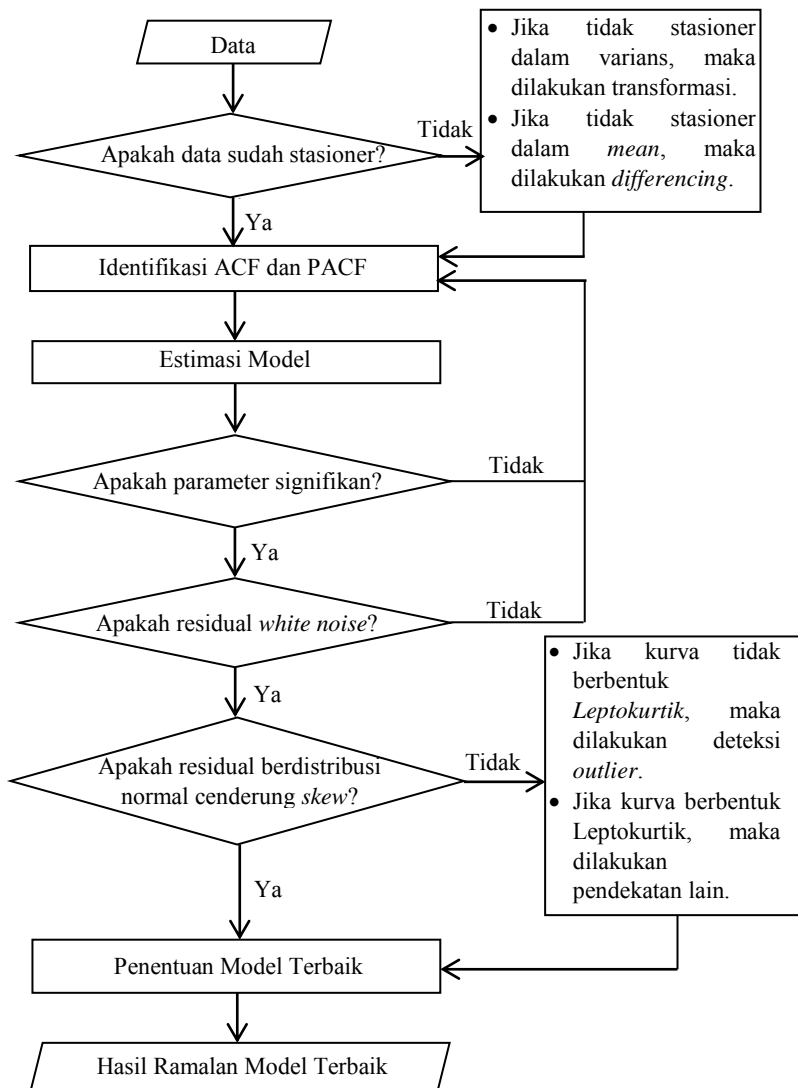 Data
• Jika tidak stasioner
dalam varians, maka
dilakukan transformasi.
• Jika tidak stasioner
dalam mean, maka
dilakukan differencing.
Tidak
Apakah data sudah stasioner?
Ya
Identifikasi ACF dan PACF
Estimasi Model
Tidak
Apakah parameter signifikan?
Ya
Tidak
Apakah residual white noise?
Ya
• Jika kurva tidak
berbentuk
Leptokurtik, maka
dilakukan deteksi
outlier.
• Jika kurva berbentuk
Leptokurtik, maka
dilakukan
pendekatan lain.
Tidak
Apakah residual berdistribusi
normal cenderung skew?
Ya
Penentuan Model Terbaik
Hasil Ramalan Model Terbaik